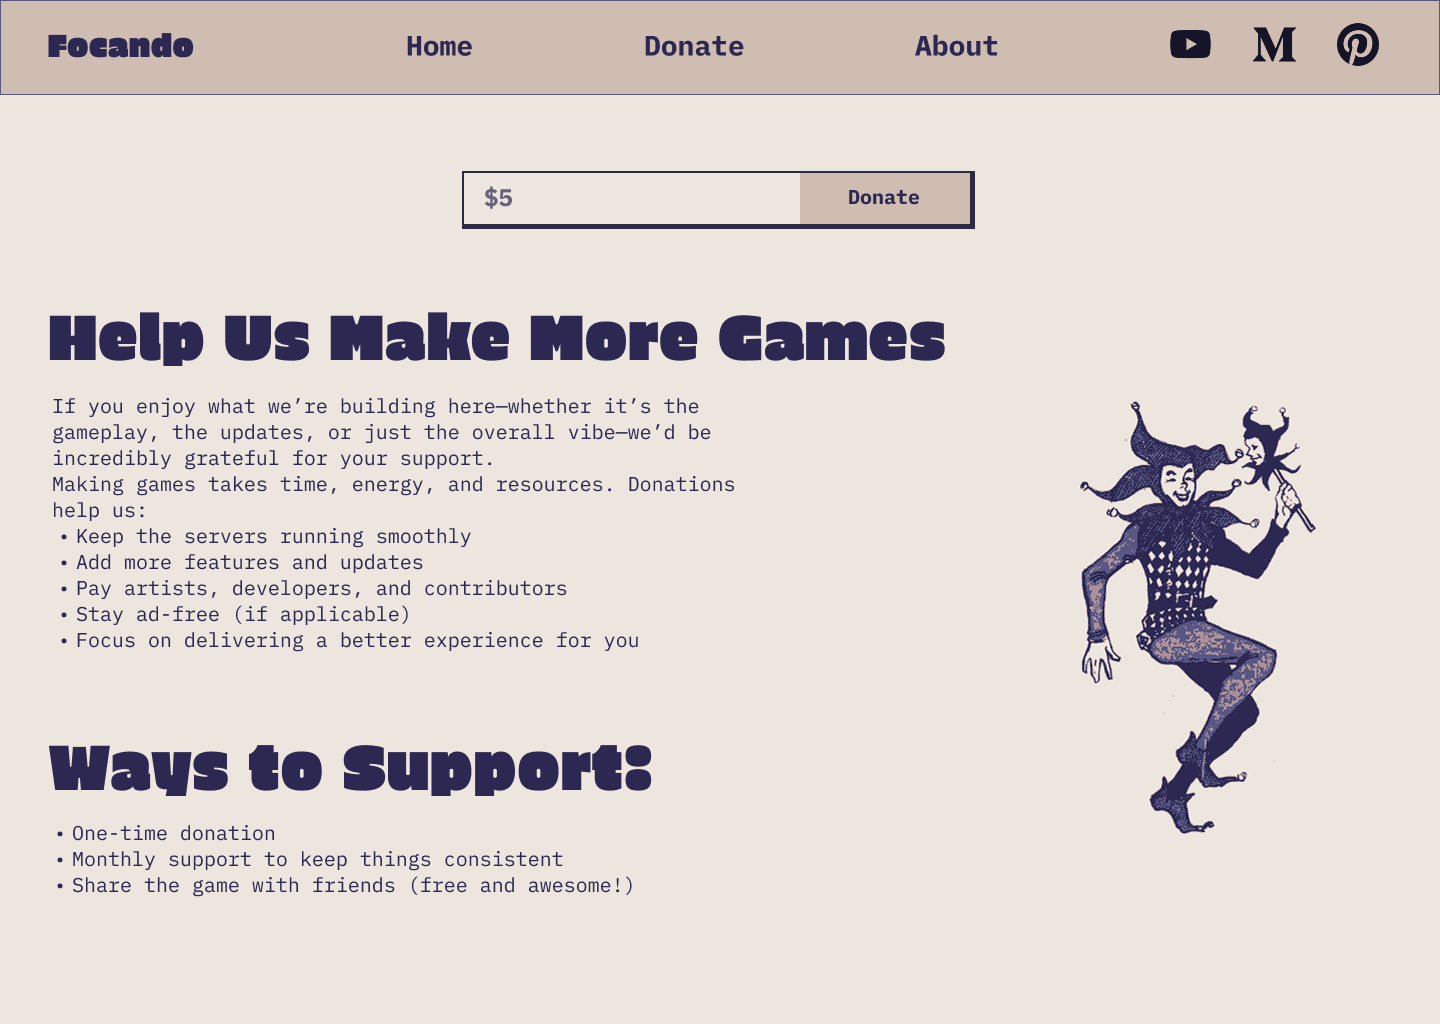 Focando
Home
Donate
About
$5
Donate
Help Us Make More Games
If you enjoy what we’re building here—whether it’s the
gameplay, the updates, or just the overall vibe—we’d be
incredibly grateful for your support.
Making games takes time, energy, and resources. Donations
help us:
• Keep the servers running smoothly
• Add more features and updates
• Pay artists, developers, and contributors
• Stay ad-free (if applicable)
• Focus on delivering a better experience for you
Ways to Support:
• One-time donation
• Monthly support to keep things consistent
• Share the game with friends (free and awesome!)